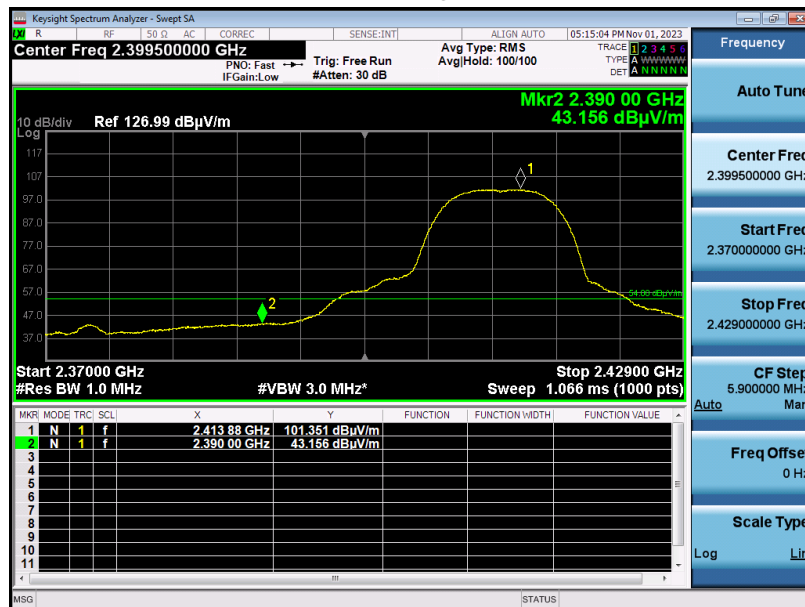 Keysight Spectrum Analyzer - Swept SA
LXI R RF 50 Ω AC CORREC SENSE:INT ALIGN AUTO 05:15:04 PM Nov 01, 2023
Center Freq 2.399500000 GHz
PNO: Fast
IFGain:Low
Trig: Free Run
#Atten: 30 dB
Avg Type: RMS
Avg|Hold: 100/100
TRACE 1 2 3 4 5 6
TYPE A WWWWW
DET A N N N N N
Mkr2 2.390 00 GHz
43.156 dBµV/m
10 dB/div Ref 126.99 dBµV/m
Log
117
107
97.0
87.0
77.0
67.0
57.0
47.0
37.0
1
2
54.00 dBµV/m
Start 2.37000 GHz Stop 2.42900 GHz
#Res BW 1.0 MHz #VBW 3.0 MHz* Sweep 1.066 ms (1000 pts)
MKR MODE TRC SCL X Y FUNCTION FUNCTION WIDTH FUNCTION VALUE
1 N 1 f 2.413 88 GHz 101.351 dBµV/m
2 N 1 f 2.390 00 GHz 43.156 dBµV/m
3
4
5
6
7
8
9
10
11
MSG STATUS
Frequency
Auto Tune
Center Freq
2.399500000 GHz
Start Freq
2.370000000 GHz
Stop Freq
2.429000000 GHz
CF Step
5.900000 MHz
Auto Man
Freq Offset
0 Hz
Scale Type
Log Lin